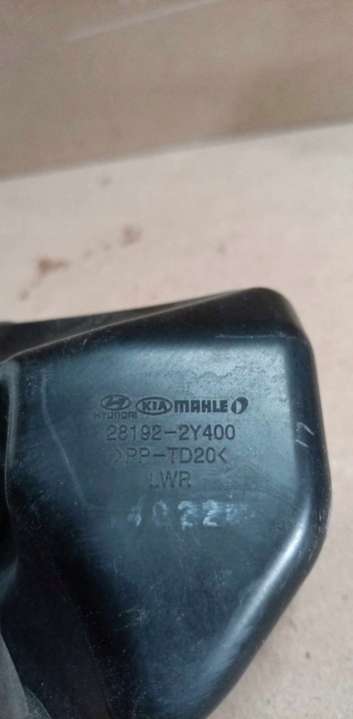 HYUNDAI KIA MAHLE
28192-2Y400
>PP-TD20<
LWR